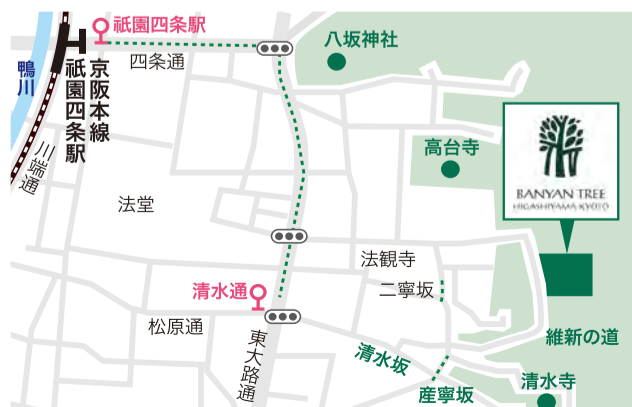 祇園四条駅
八坂神社
四条通
鴨川
京阪本線
祇園四条駅
川端通
高台寺
BANYAN TREE
HIGASHIYAMA KYOTO
法堂
法観寺
二寧坂
清水通
松原通
東大路通
清水坂
維新の道
産寧坂
清水寺